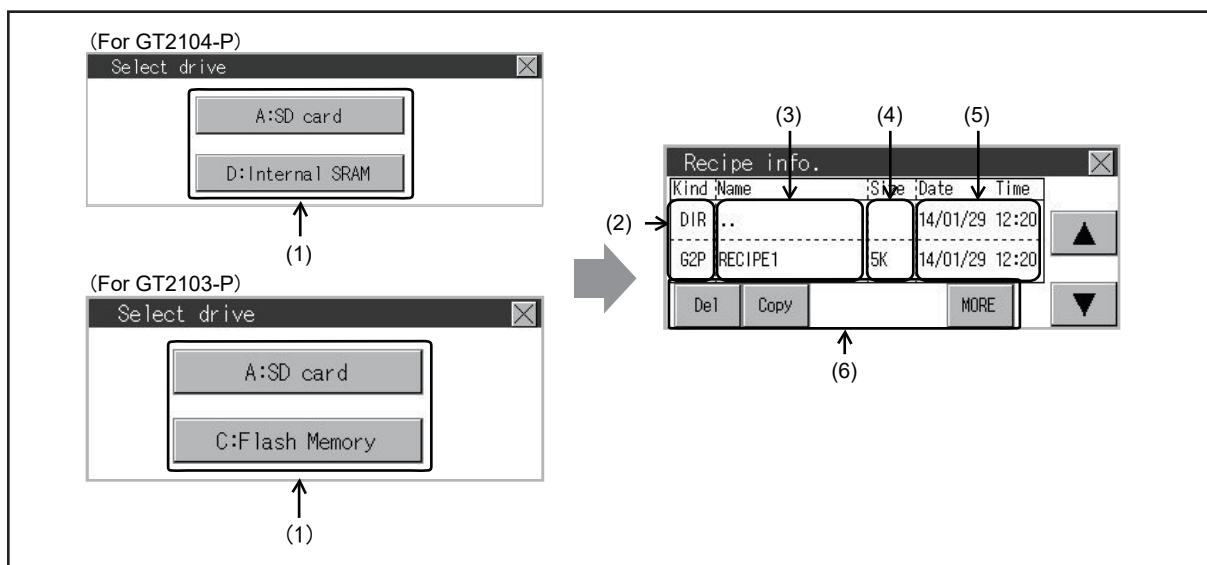 (For GT2104-P)
Select drive
A:SD card
D:Internal SRAM
(1)
(For GT2103-P)
Select drive
A:SD card
C:Flash Memory
(1)
(3) (4) (5)
Recipe info.
Kind Name Size Date Time
(2)
DIR .. 14/01/29 12:20
G2P RECIPE1 5K 14/01/29 12:20
Del Copy MORE
(6)